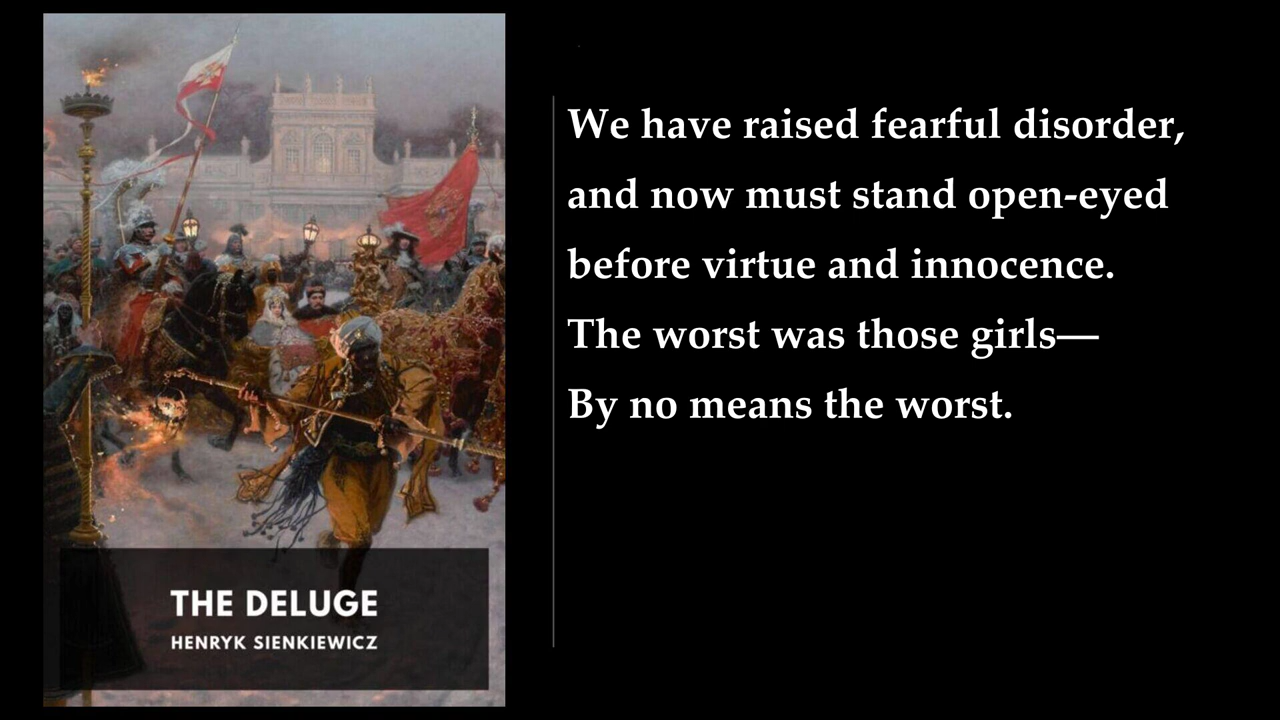 We have raised fearful disorder,
and now must stand open-eyed
before virtue and innocence.
The worst was those girls—
By no means the worst.
THE DELUGE
HENRYK SIENKIEWICZ